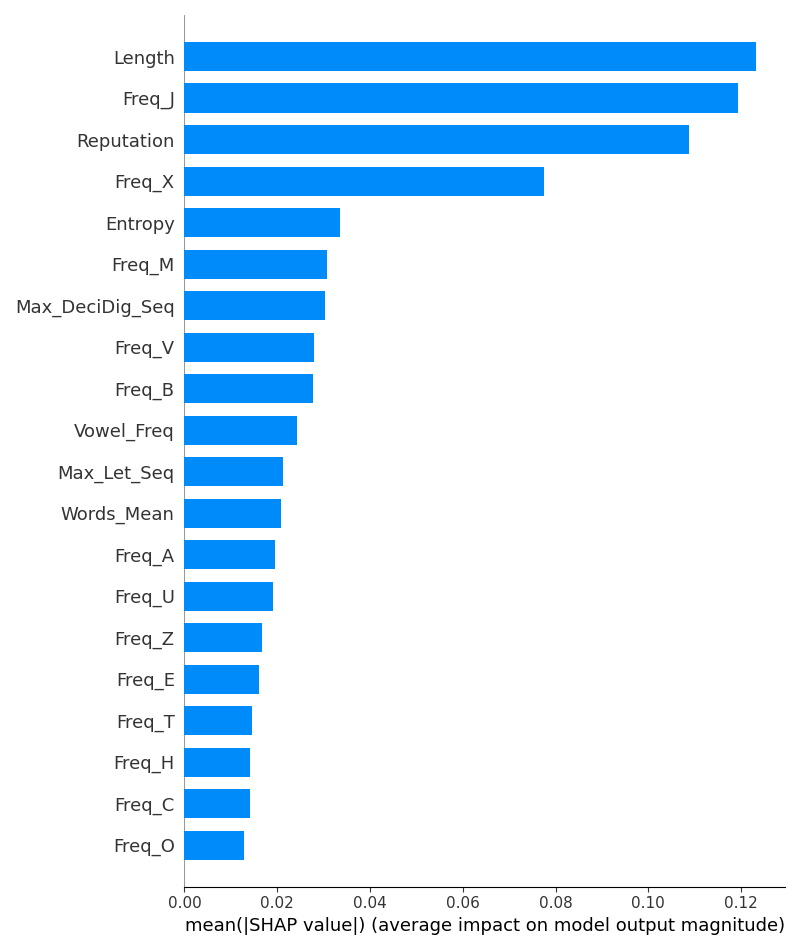 Length
Freq_J
Reputation
Freq_X
Entropy
Freq_M
Max_DeciDig_Seq
Freq_V
Freq_B
Vowel_Freq
Max_Let_Seq
Words_Mean
Freq_A
Freq_U
Freq_Z
Freq_E
Freq_T
Freq_H
Freq_C
Freq_O
0.00 0.02 0.04 0.06 0.08 0.10 0.12
mean(|SHAP value|) (average impact on model output magnitude)